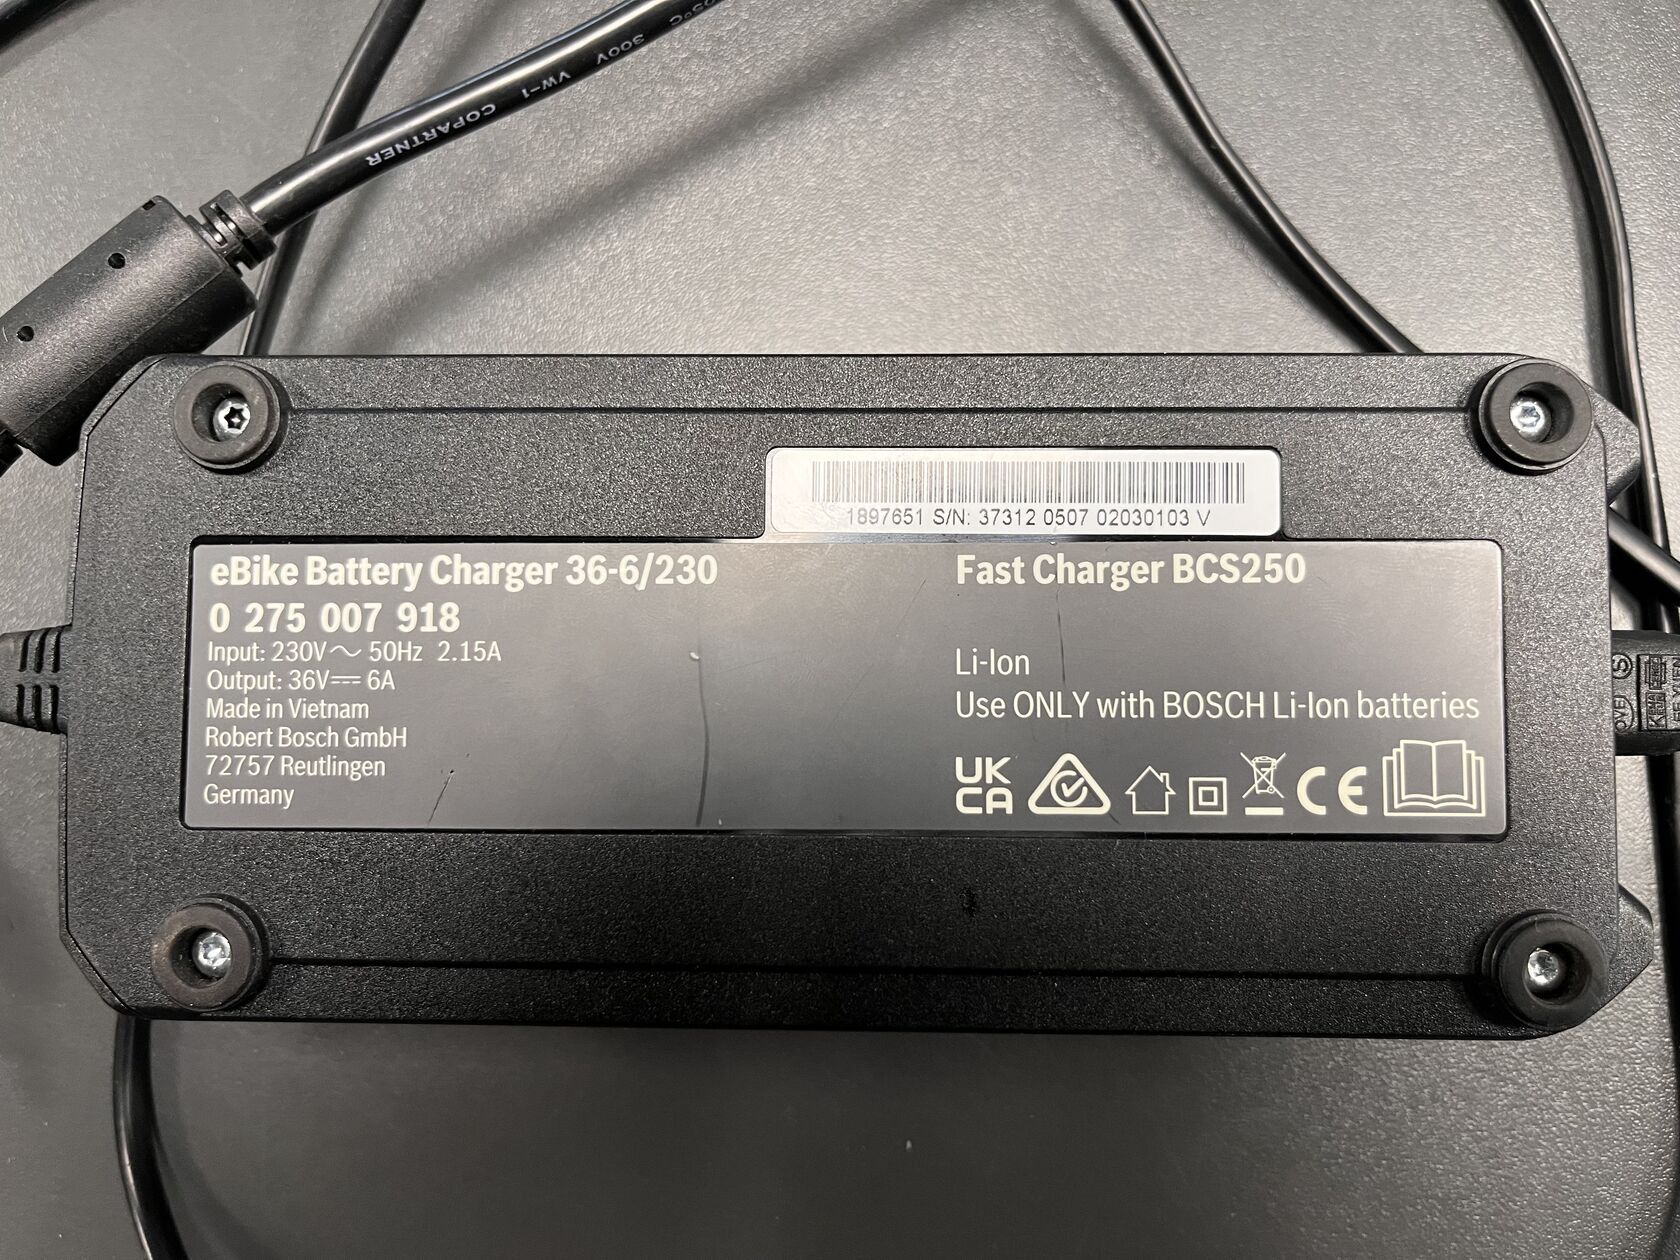 05°C 300V VW-1 COPARTNER
1897651 S/N: 37312 0507 02030103 V
eBike Battery Charger 36-6/230
0 275 007 918
Input: 230V~ 50Hz 2.15A
Output: 36V⎓ 6A
Made in Vietnam
Robert Bosch GmbH
72757 Reutlingen
Germany
Fast Charger BCS250
Li-Ion
Use ONLY with BOSCH Li-Ion batteries
UK
CA
CE